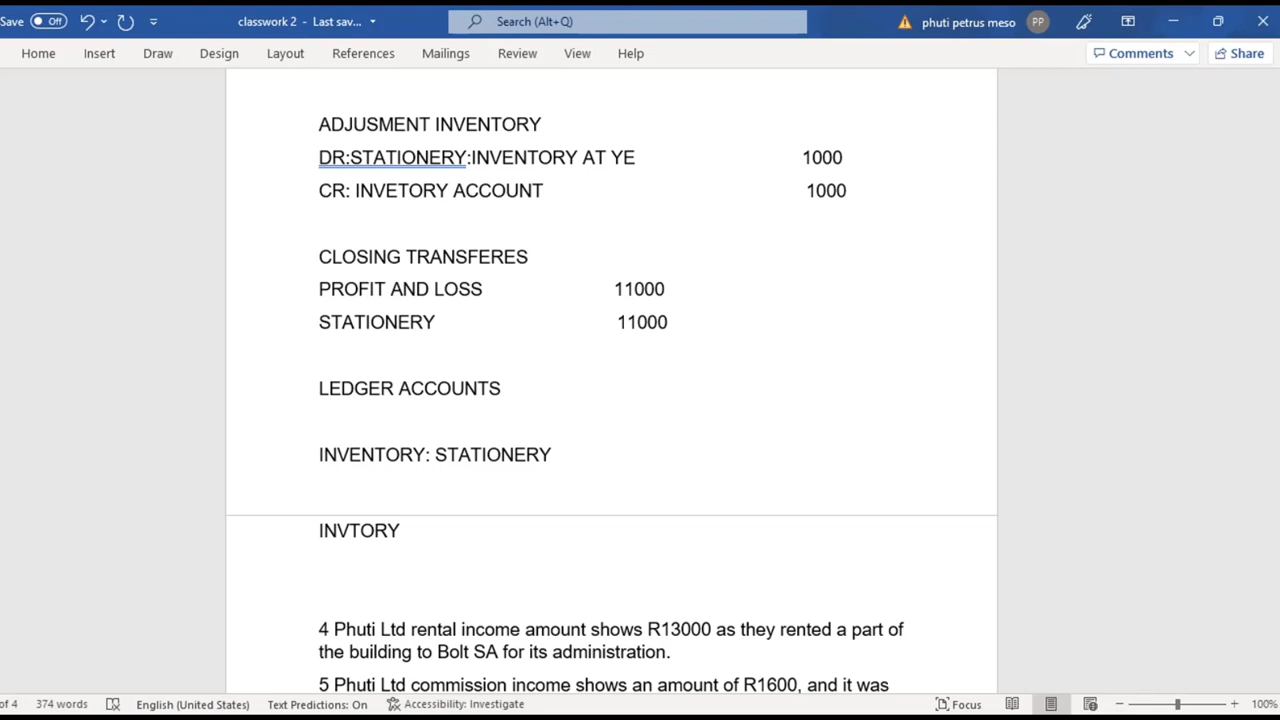 Save Off classwork 2 - Last sav... Search (Alt+Q) phuti petrus meso PP
Home Insert Draw Design Layout References Mailings Review View Help Comments Share
ADJUSMENT INVENTORY
DR:STATIONERY:INVENTORY AT YE 1000
CR: INVETORY ACCOUNT 1000
CLOSING TRANSFERES
PROFIT AND LOSS 11000
STATIONERY 11000
LEDGER ACCOUNTS
INVENTORY: STATIONERY
INVTORY
4 Phuti Ltd rental income amount shows R13000 as they rented a part of
the building to Bolt SA for its administration.
5 Phuti Ltd commission income shows an amount of R1600, and it was
of 4 374 words English (United States) Text Predictions: On Accessibility: Investigate Focus 100%